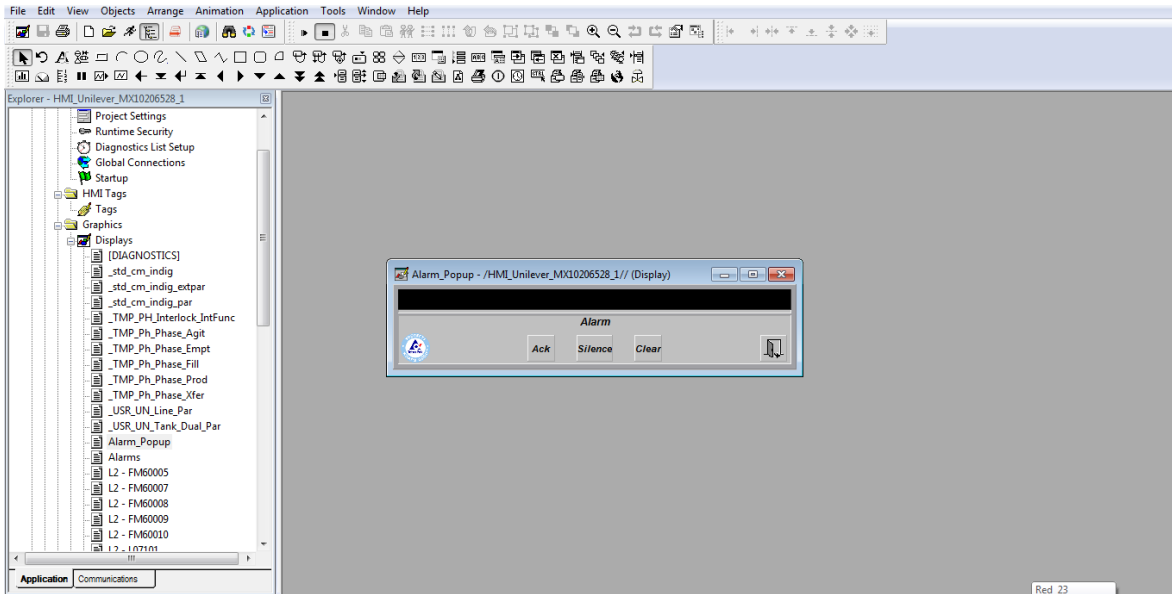 File Edit View Objects Arrange Animation Application Tools Window Help
Explorer - HMI_Unilever_MX10206528_1
Project Settings
Runtime Security
Diagnostics List Setup
Global Connections
Startup
HMI Tags
Tags
Graphics
Displays
[DIAGNOSTICS]
_std_cm_indig
_std_cm_indig_extpar
_std_cm_indig_par
_TMP_PH_Interlock_IntFunc
_TMP_Ph_Phase_Agit
_TMP_Ph_Phase_Empt
_TMP_Ph_Phase_Fill
_TMP_Ph_Phase_Prod
_TMP_Ph_Phase_Xfer
_USR_UN_Line_Par
_USR_UN_Tank_Dual_Par
Alarm_Popup
Alarms
L2 - FM60005
L2 - FM60007
L2 - FM60008
L2 - FM60009
L2 - FM60010
L2 - L07101
Application Communications
Alarm_Popup - /HMI_Unilever_MX10206528_1// (Display)
Alarm
Ack Silence Clear
Red 23